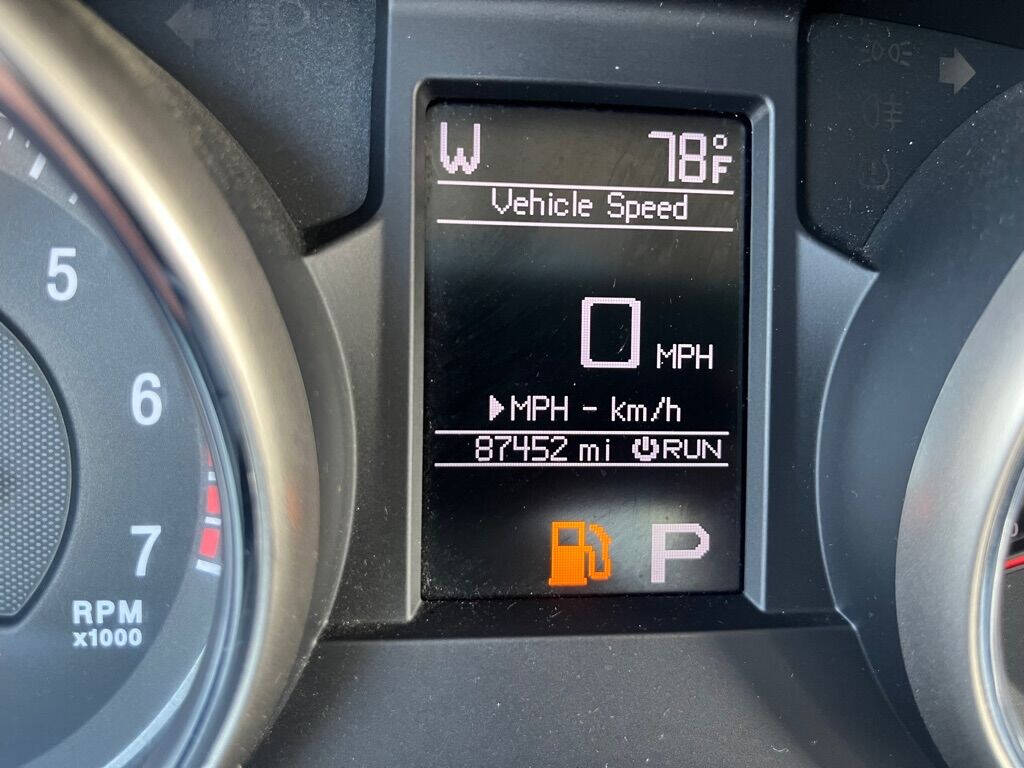 W 78°F
Vehicle Speed
0 MPH
▶MPH - km/h
87452 mi RUN
P
5
6
7
RPM
x1000